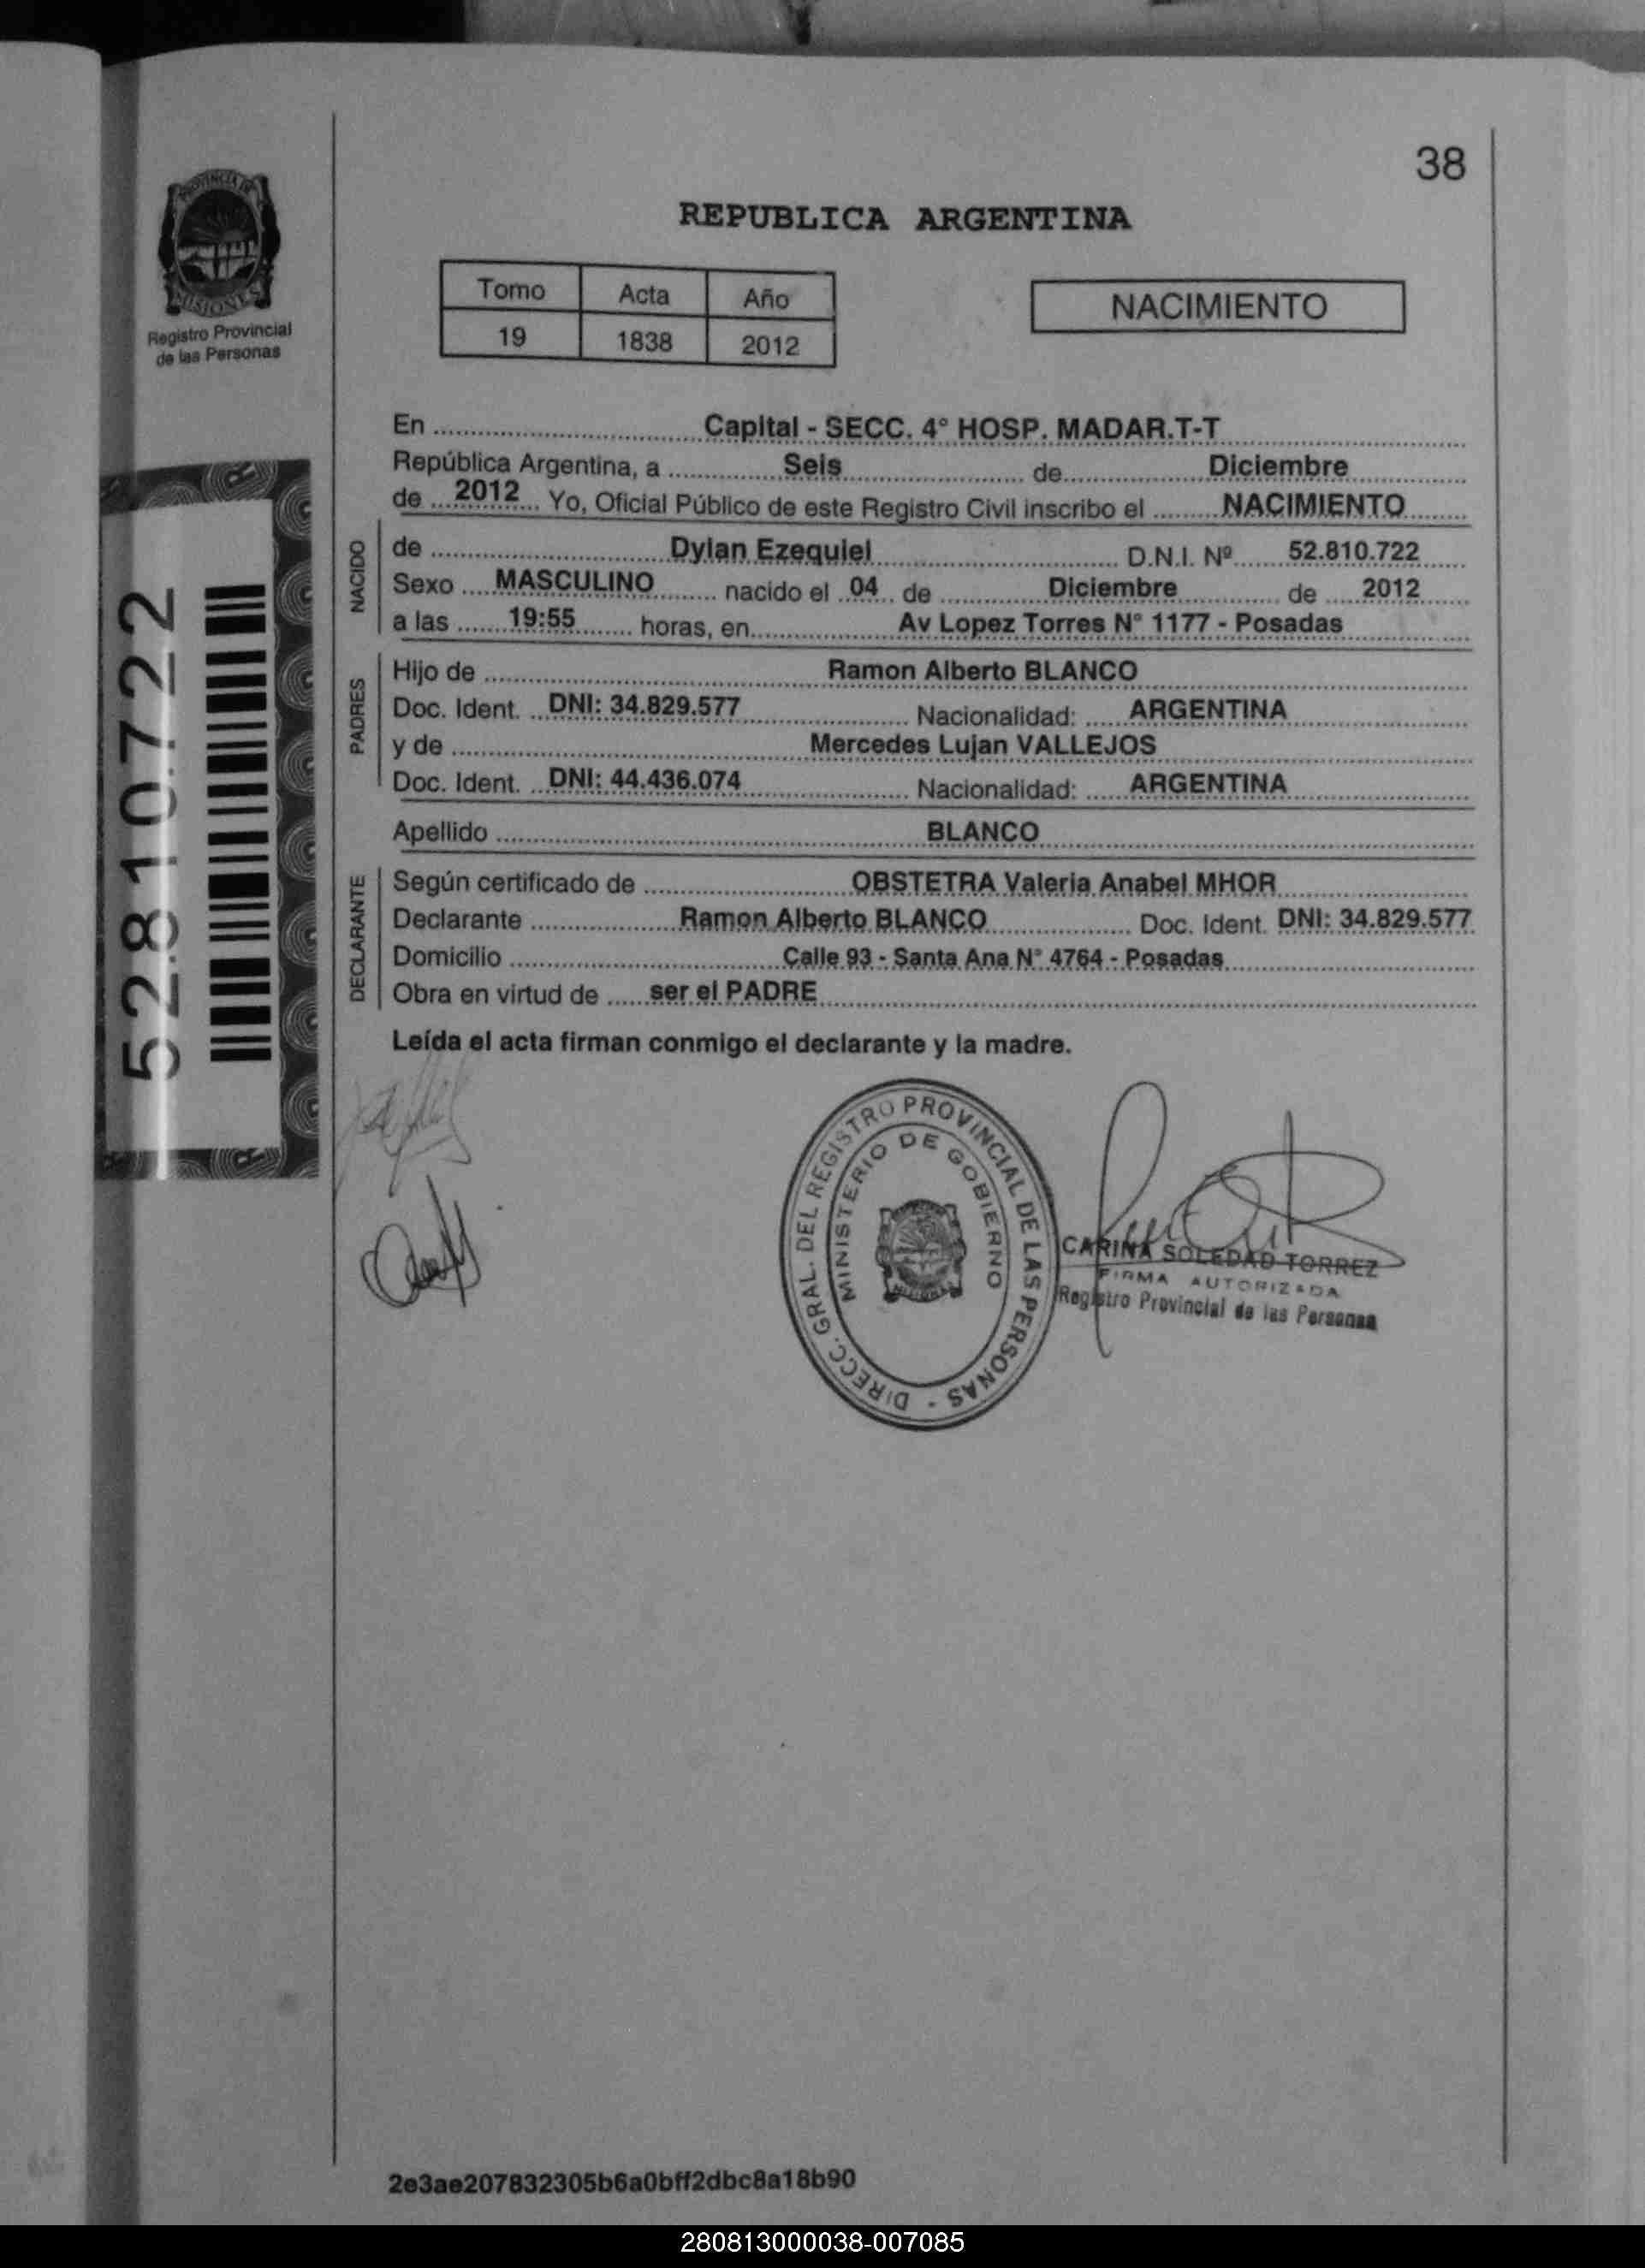 38
PROVINCIA DE
MISIONES
Registro Provincial
de las Personas
REPUBLICA ARGENTINA
Tomo Acta Año
19 1838 2012
NACIMIENTO
En Capital - SECC. 4° HOSP. MADAR.T-T
República Argentina, a Seis de Diciembre
de 2012 Yo, Oficial Público de este Registro Civil inscribo el NACIMIENTO
NACIDO
de Dylan Ezequiel D.N.I. Nº 52.810.722
Sexo MASCULINO nacido el 04 de Diciembre de 2012
a las 19:55 horas, en Av Lopez Torres N° 1177 - Posadas
PADRES
Hijo de Ramon Alberto BLANCO
Doc. Ident. DNI: 34.829.577 Nacionalidad: ARGENTINA
y de Mercedes Lujan VALLEJOS
Doc. Ident. DNI: 44.436.074 Nacionalidad: ARGENTINA
Apellido BLANCO
DECLARANTE
Según certificado de OBSTETRA Valeria Anabel MHOR
Declarante Ramon Alberto BLANCO Doc. Ident. DNI: 34.829.577
Domicilio Calle 93 - Santa Ana N° 4764 - Posadas
Obra en virtud de ser el PADRE
Leída el acta firman conmigo el declarante y la madre.
52810722
DIRECC. GRAL. DEL REGISTRO PROVINCIAL DE LAS PERSONAS -
MINISTERIO DE GOBIERNO
CARINA SOLEDAD TORREZ
FIRMA AUTORIZADA
Registro Provincial de las Personas
2e3ae207832305b6a0bff2dbc8a18b90
280813000038-007085